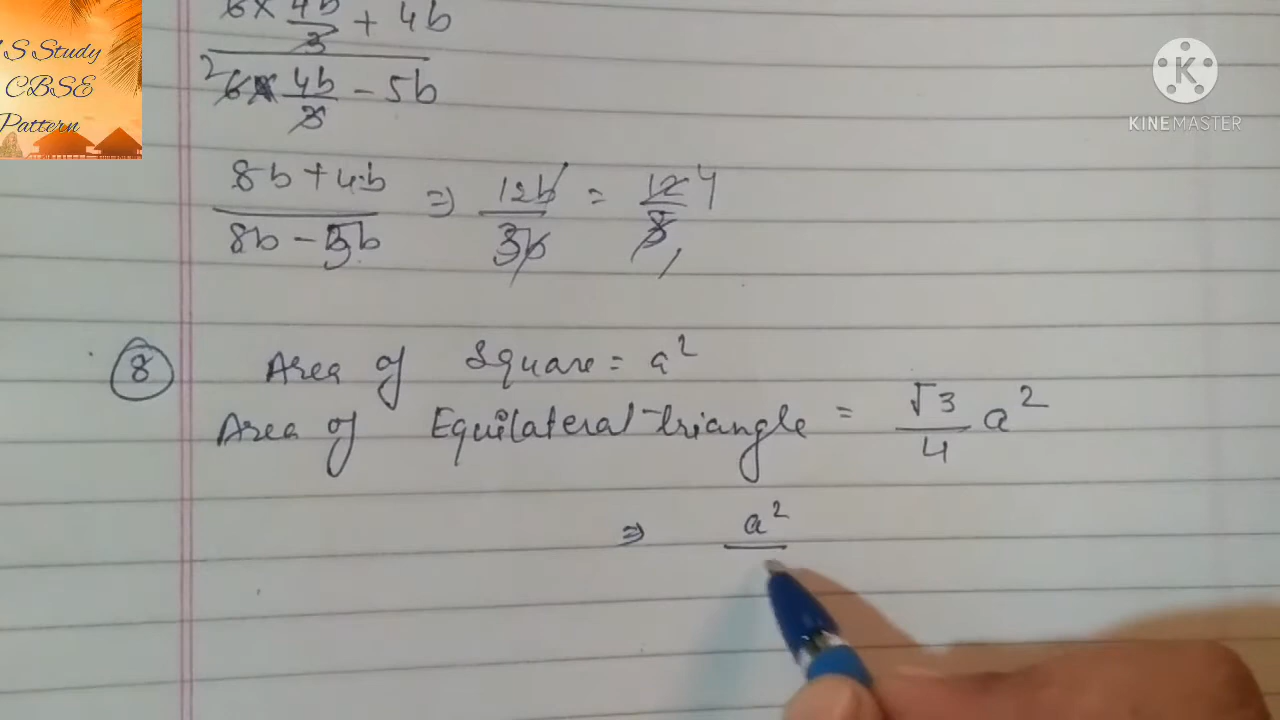 S Study
CBSE
Pattern
KINEMASTER
6× 4b/3 + 4b
2 6× 4b/3 - 5b
8b + 4b / 8b - 5b ⇒ 12b / 3b = 12 / 3 4
8 Area of Square = a²
Area of Equilateral triangle = √3/4 a²
⇒ a²